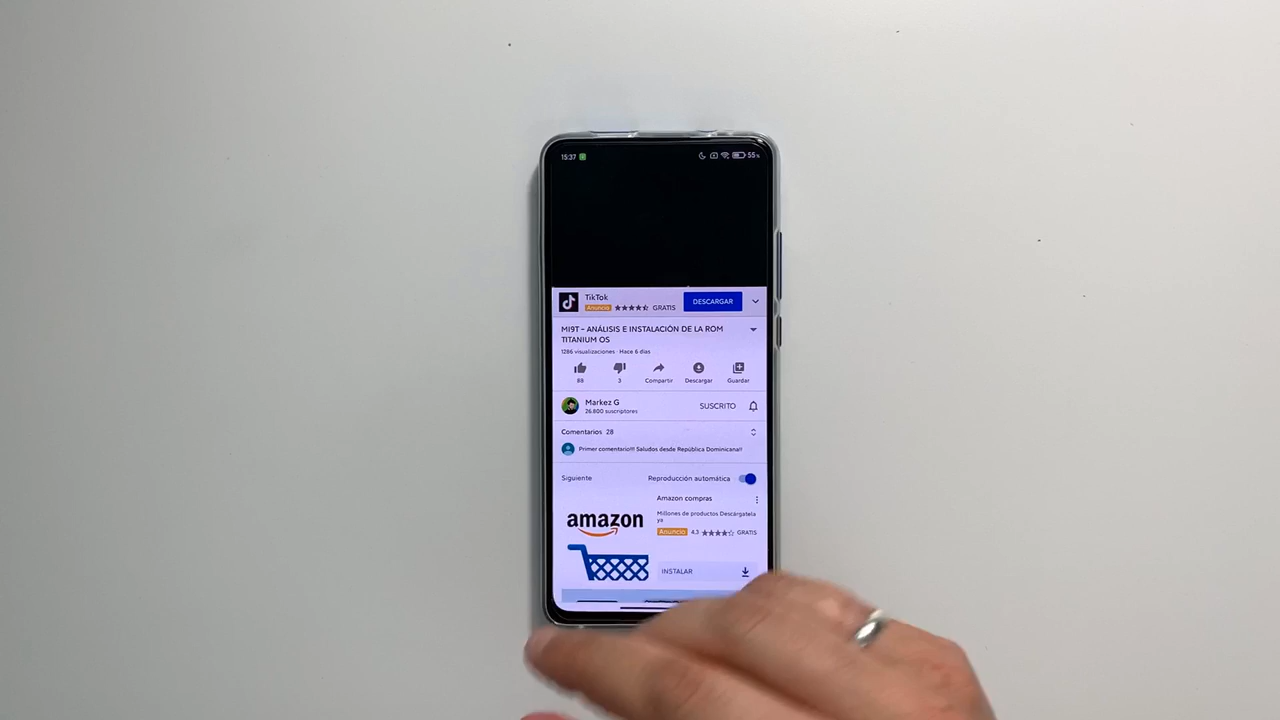 15:37 55%
TikTok
Anuncio GRATIS DESCARGAR
MI9T - ANÁLISIS E INSTALACIÓN DE LA ROM
TITANIUM OS
1286 visualizaciones · Hace 6 días
88 3 Compartir Descargar Guardar
Markez G
26.800 suscriptores
SUSCRITO
Comentarios 28
Primer comentario!!! Saludos desde República Dominicana!!
Siguiente Reproducción automática
amazon
Amazon compras
Millones de productos Descárgatela
ya
Anuncio 4.3 GRATIS
INSTALAR